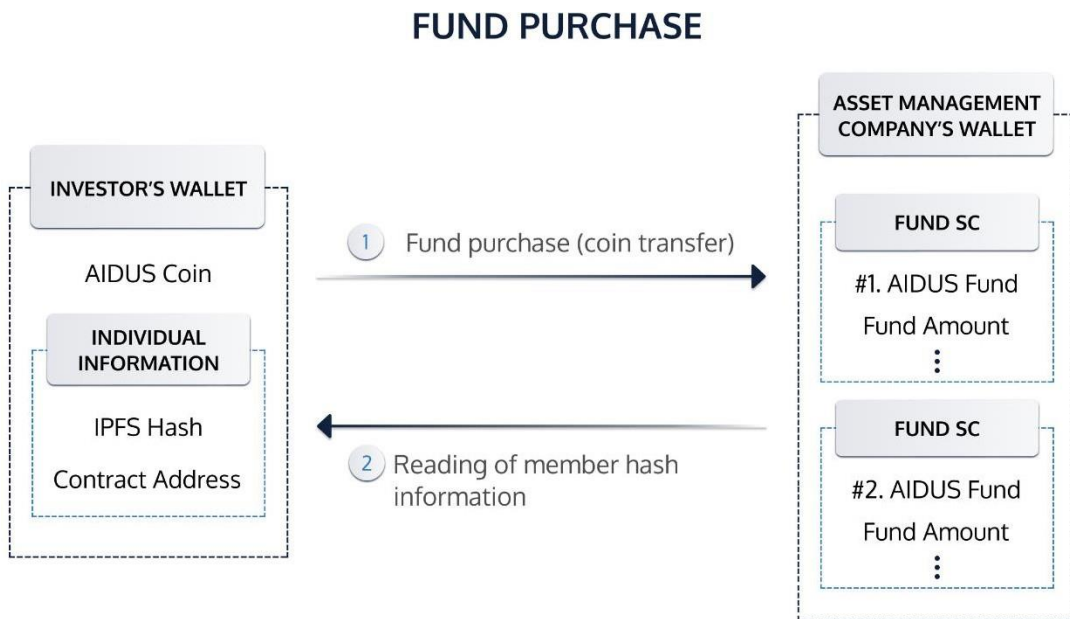 FUND PURCHASE
INVESTOR'S WALLET
AIDUS Coin
INDIVIDUAL
INFORMATION
IPFS Hash
Contract Address
1 Fund purchase (coin transfer)
2 Reading of member hash
information
ASSET MANAGEMENT
COMPANY'S WALLET
FUND SC
#1. AIDUS Fund
Fund Amount
FUND SC
#2. AIDUS Fund
Fund Amount